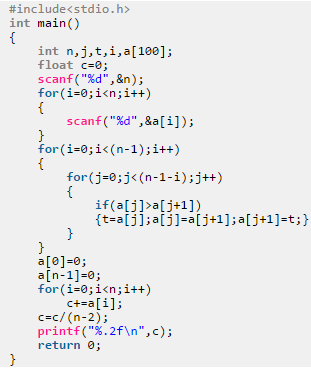 #include<stdio.h>
int main()
{
    int n,j,t,i,a[100];
    float c=0;
    scanf("%d",&n);
    for(i=0;i<n;i++)
    {
        scanf("%d",&a[i]);
    }
    for(i=0;i<(n-1);i++)
    {
        for(j=0;j<(n-1-i);j++)
        {
            if(a[j]>a[j+1])
            {t=a[j];a[j]=a[j+1];a[j+1]=t;}
        }
    }
    a[0]=0;
    a[n-1]=0;
    for(i=0;i<n;i++)
        c+=a[i];
    c=c/(n-2);
    printf("%.2f\n",c);
    return 0;
}